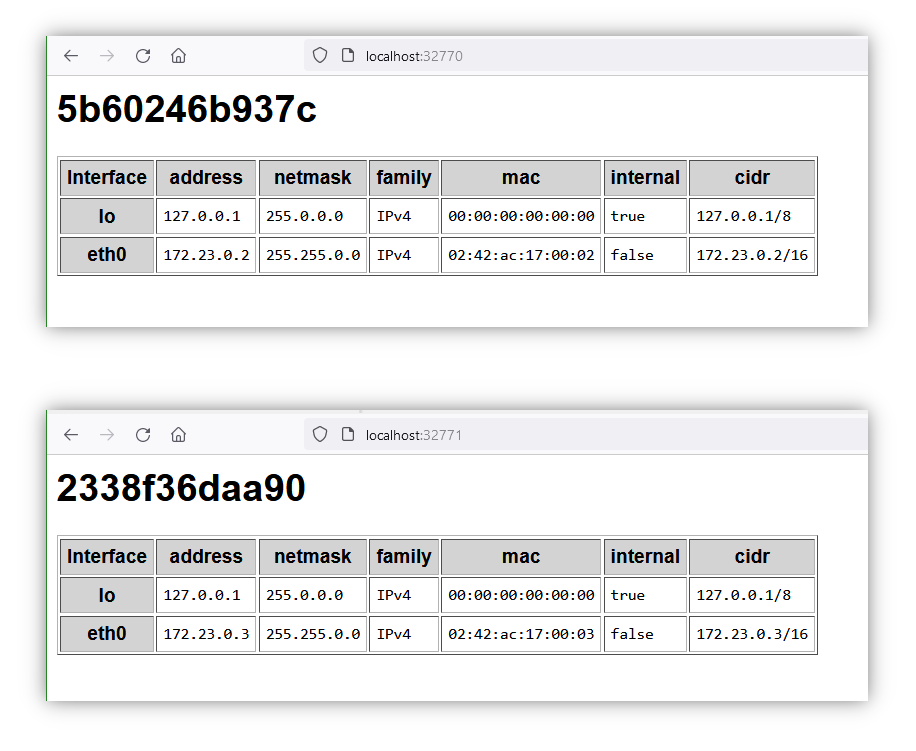 localhost:32770
5b60246b937c
Interface address netmask family mac internal cidr
lo 127.0.0.1 255.0.0.0 IPv4 00:00:00:00:00:00 true 127.0.0.1/8
eth0 172.23.0.2 255.255.0.0 IPv4 02:42:ac:17:00:02 false 172.23.0.2/16
localhost:32771
2338f36daa90
Interface address netmask family mac internal cidr
lo 127.0.0.1 255.0.0.0 IPv4 00:00:00:00:00:00 true 127.0.0.1/8
eth0 172.23.0.3 255.255.0.0 IPv4 02:42:ac:17:00:03 false 172.23.0.3/16